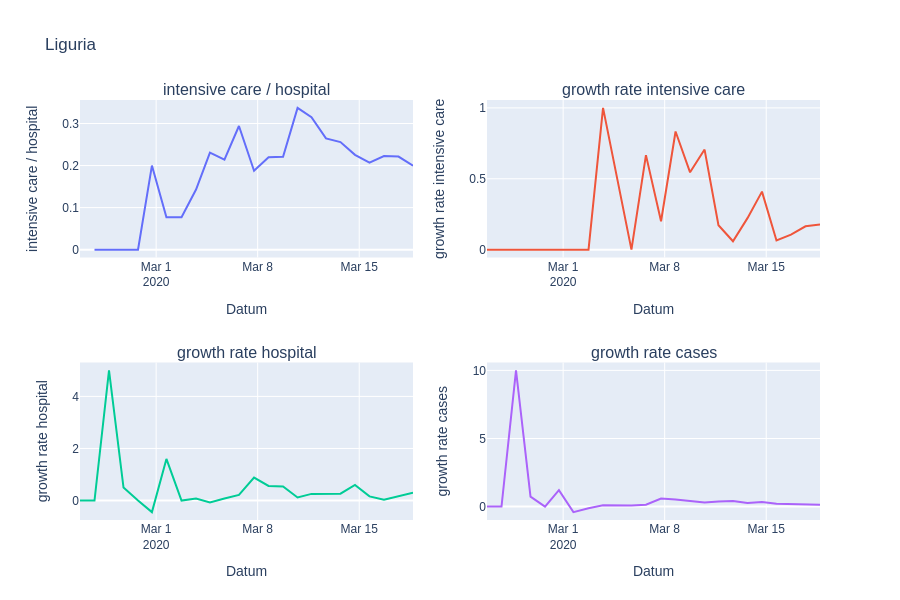 Liguria
intensive care / hospital
intensive care / hospital
0.3
0.2
0.1
0
Mar 1
2020
Mar 8
Mar 15
Datum
growth rate intensive care
growth rate intensive care
1
0.5
0
Mar 1
2020
Mar 8
Mar 15
Datum
growth rate hospital
growth rate hospital
4
2
0
Mar 1
2020
Mar 8
Mar 15
Datum
growth rate cases
growth rate cases
10
5
0
Mar 1
2020
Mar 8
Mar 15
Datum